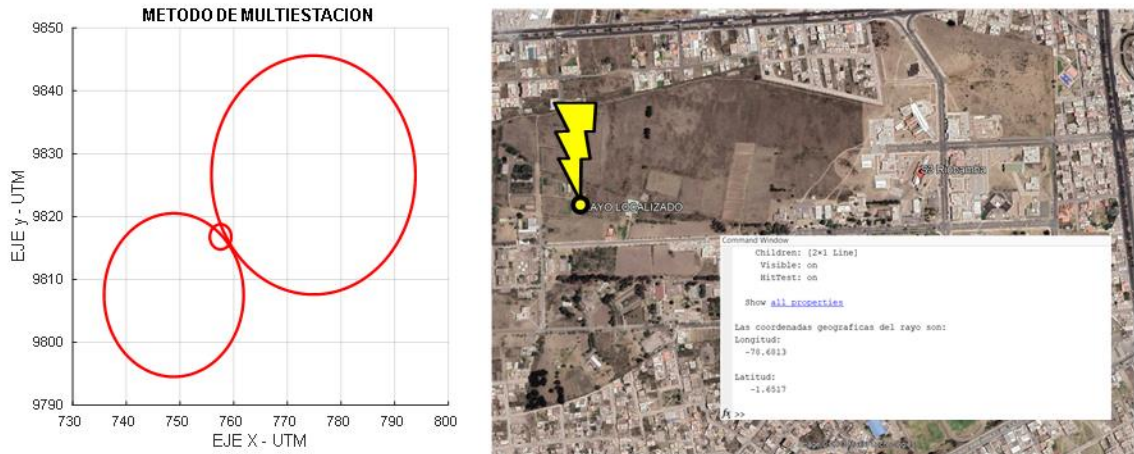 METODO DE MULTIESTACION
9850
9840
9830
9820
9810
9800
9790
730
740
750
760
770
780
790
800
EJE y - UTM
EJE X - UTM
AYO LOCALIZADO
Riobamba
Command Window
Children: [2×1 Line]
Visible: on
HitTest: on
Show all properties
Las coordenadas geograficas del rayo son:
Longitud:
-78.6813
Latitud:
-1.6517
fx >>